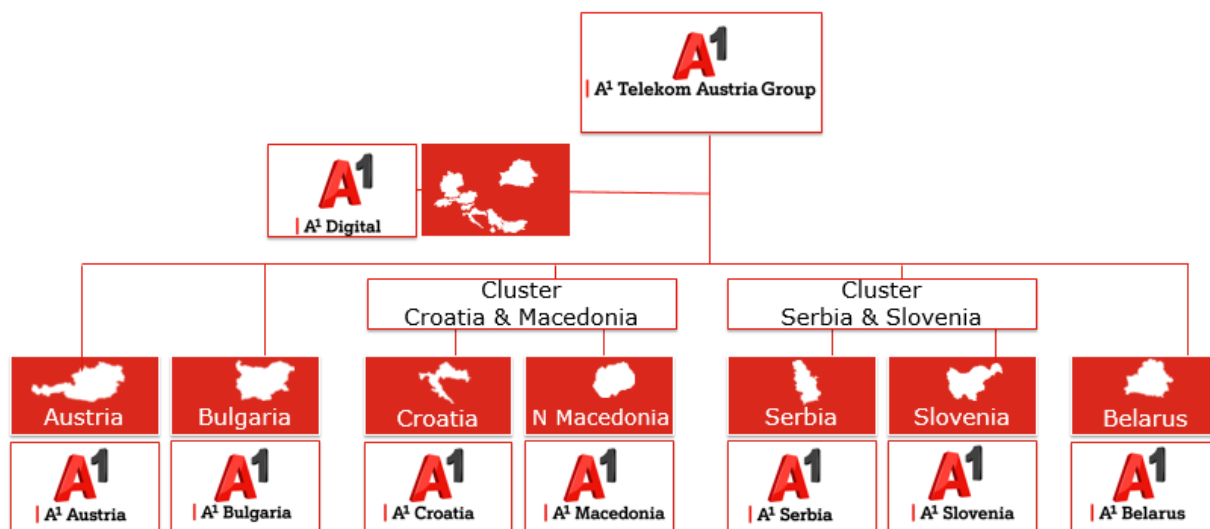 A1
A¹ Telekom Austria Group
A1
A¹ Digital
Cluster
Croatia & Macedonia
Cluster
Serbia & Slovenia
Austria
Bulgaria
Croatia
N Macedonia
Serbia
Slovenia
Belarus
A1
A¹ Austria
A1
A¹ Bulgaria
A1
A¹ Croatia
A1
A¹ Macedonia
A1
A¹ Serbia
A1
A¹ Slovenia
A1
A¹ Belarus